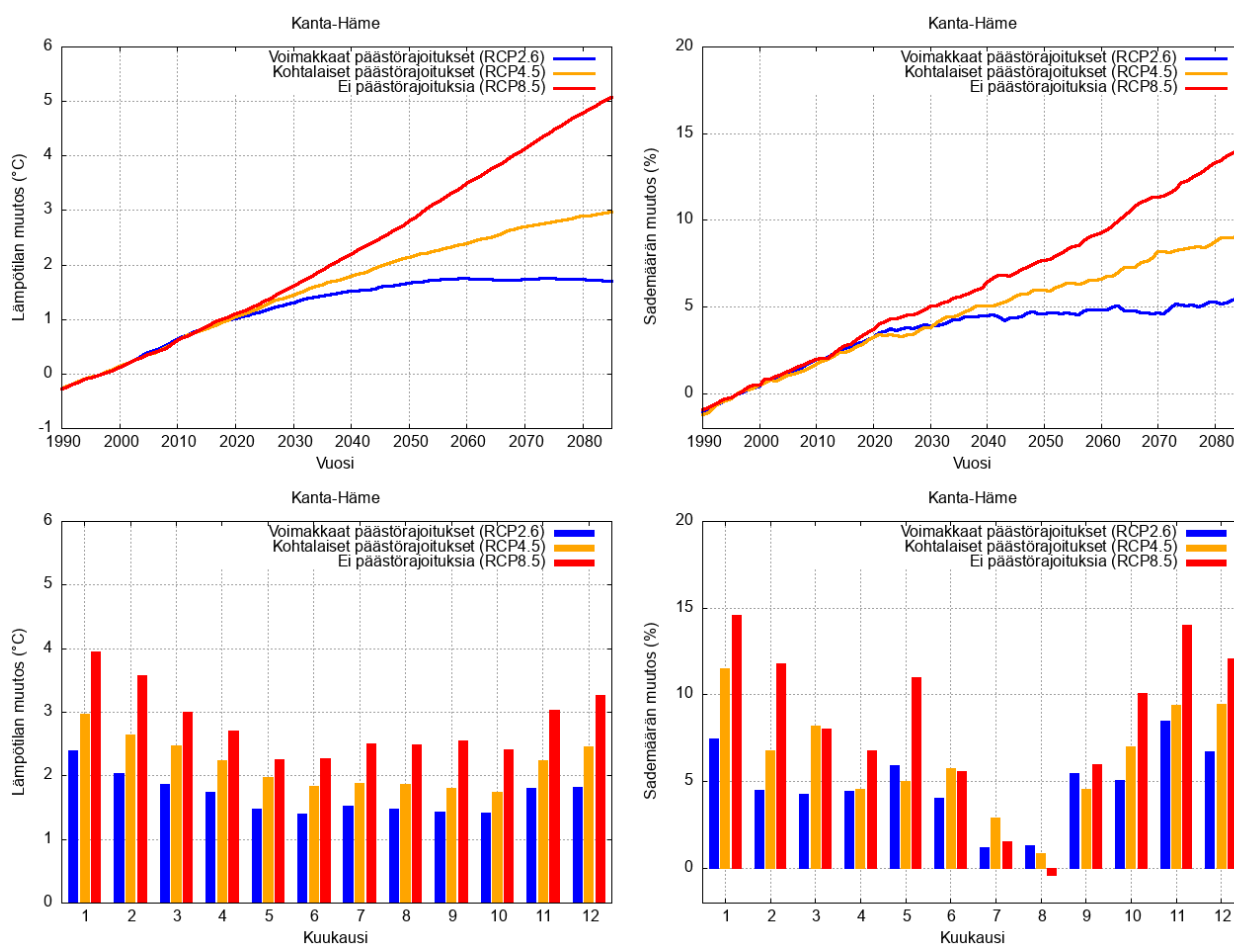 Kanta-Häme
Voimakkaat päästörajoitukset (RCP2.6)
Kohtalaiset päästörajoitukset (RCP4.5)
Ei päästörajoituksia (RCP8.5)
Lämpötilan muutos (°C)
6
5
4
3
2
1
0
-1
1990 2000 2010 2020 2030 2040 2050 2060 2070 2080
Vuosi
Kanta-Häme
Voimakkaat päästörajoitukset (RCP2.6)
Kohtalaiset päästörajoitukset (RCP4.5)
Ei päästörajoituksia (RCP8.5)
Sademäärän muutos (%)
20
15
10
5
0
1990 2000 2010 2020 2030 2040 2050 2060 2070 2080
Vuosi
Kanta-Häme
Voimakkaat päästörajoitukset (RCP2.6)
Kohtalaiset päästörajoitukset (RCP4.5)
Ei päästörajoituksia (RCP8.5)
Lämpötilan muutos (°C)
6
5
4
3
2
1
0
1 2 3 4 5 6 7 8 9 10 11 12
Kuukausi
Kanta-Häme
Voimakkaat päästörajoitukset (RCP2.6)
Kohtalaiset päästörajoitukset (RCP4.5)
Ei päästörajoituksia (RCP8.5)
Sademäärän muutos (%)
20
15
10
5
0
1 2 3 4 5 6 7 8 9 10 11 12
Kuukausi